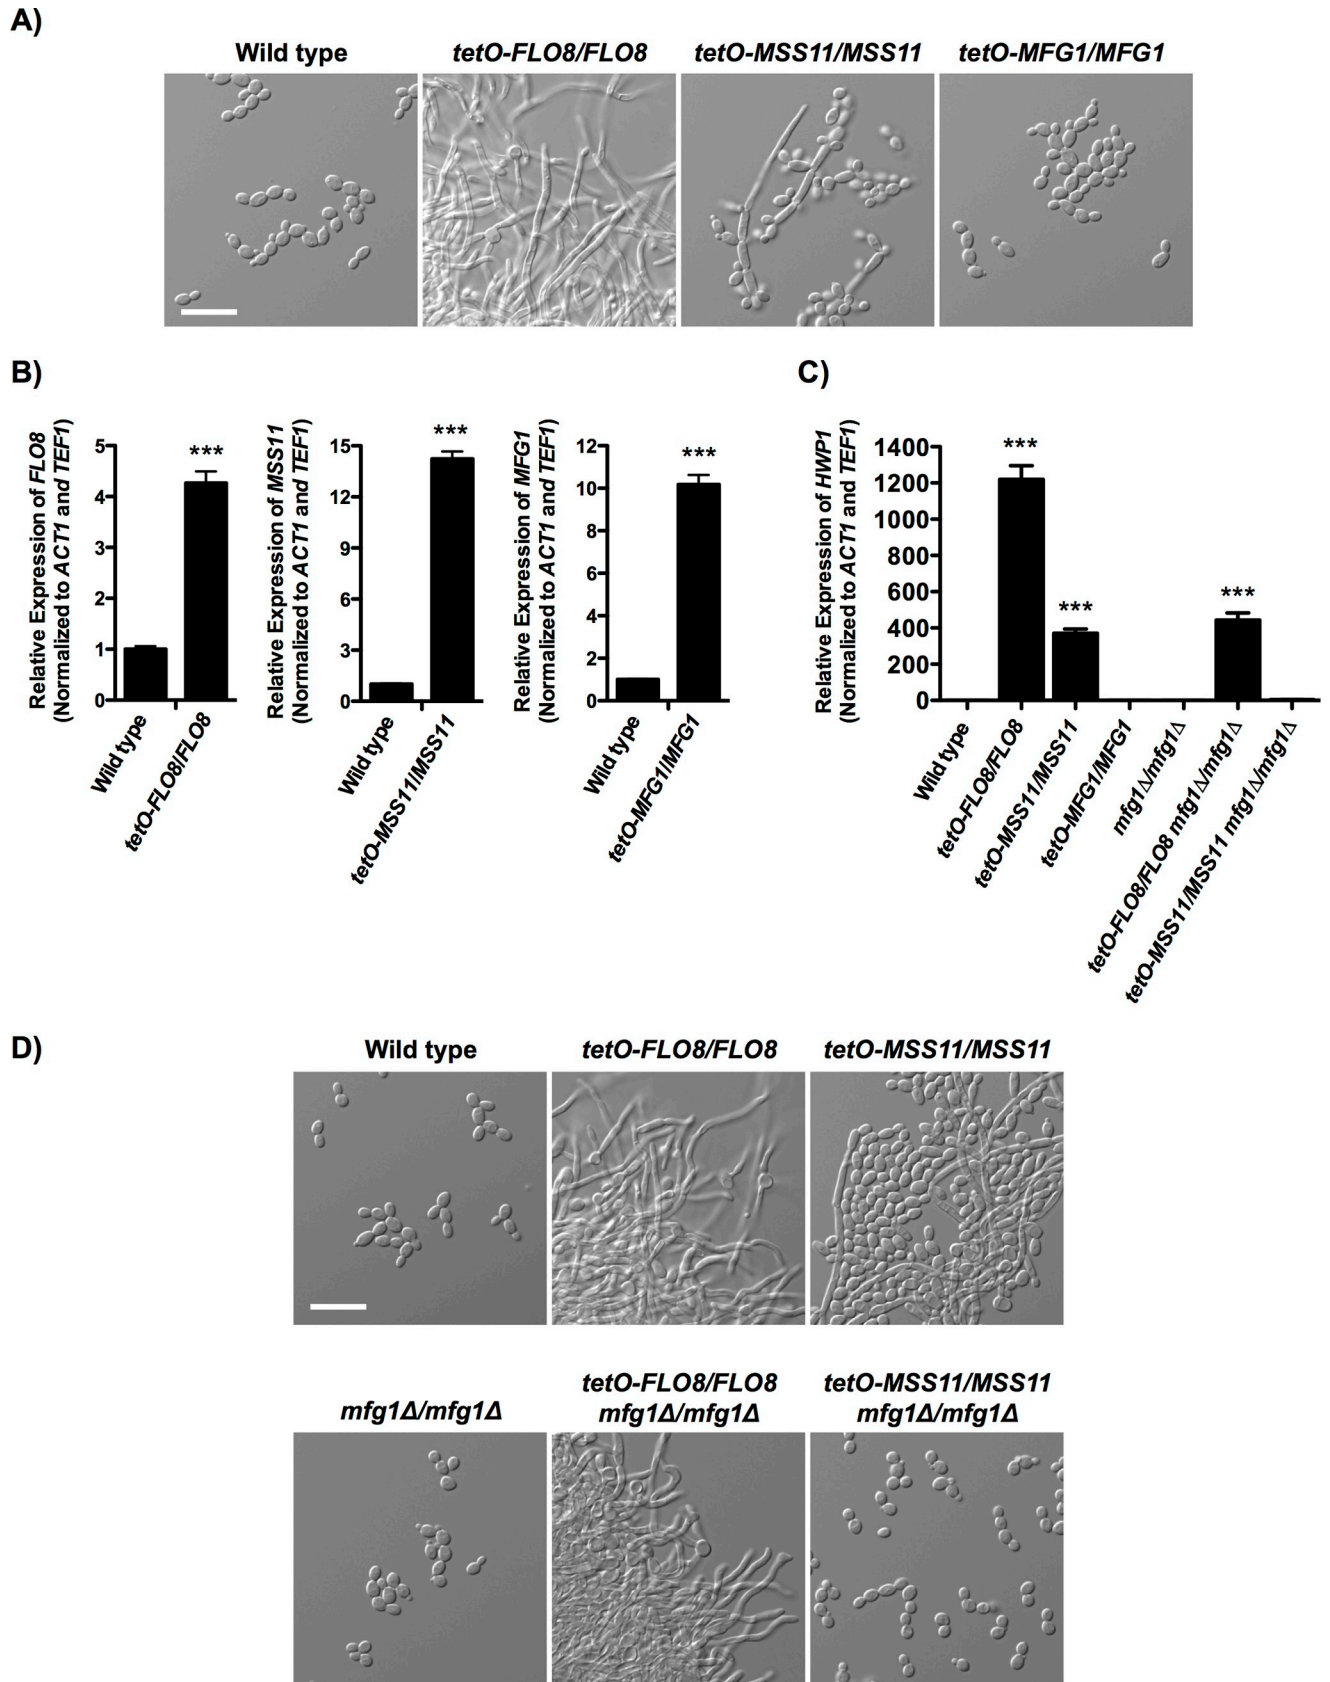 A)
Wild type
tetO-FLO8/FLO8
tetO-MSS11/MSS11
tetO-MFG1/MFG1
B)
Relative Expression of FLO8
(Normalized to ACT1 and TEF1)
5
4
3
2
1
0
***
Wild type
tetO-FLO8/FLO8
Relative Expression of MSS11
(Normalized to ACT1 and TEF1)
15
12
9
6
3
0
***
Wild type
tetO-MSS11/MSS11
Relative Expression of MFG1
(Normalized to ACT1 and TEF1)
12
10
8
6
4
2
0
***
Wild type
tetO-MFG1/MFG1
C)
Relative Expression of HWP1
(Normalized to ACT1 and TEF1)
1400
1200
1000
800
600
400
200
0
***
***
***
Wild type
tetO-FLO8/FLO8
tetO-MSS11/MSS11
tetO-MFG1/MFG1
mfg1Δ/mfg1Δ
tetO-FLO8/FLO8 mfg1Δ/mfg1Δ
tetO-MSS11/MSS11 mfg1Δ/mfg1Δ
D)
Wild type
tetO-FLO8/FLO8
tetO-MSS11/MSS11
mfg1Δ/mfg1Δ
tetO-FLO8/FLO8
mfg1Δ/mfg1Δ
tetO-MSS11/MSS11
mfg1Δ/mfg1Δ